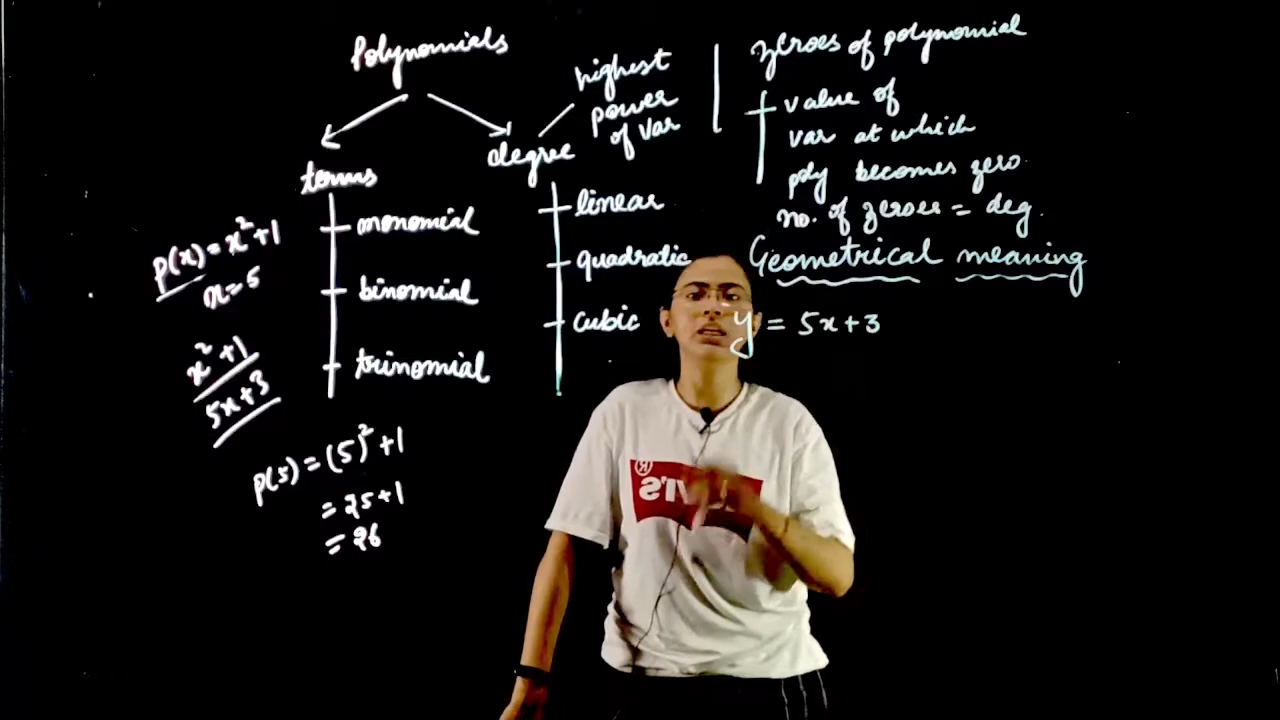 Polynomials
terms
monomial
binomial
trinomial
degree
highest
power
of var
linear
quadratic
cubic
zeroes of polynomial
value of
var at which
poly becomes zero
no. of zeroes = deg.
Geometrical meaning
y = 5x+3
p(x) = x²+1
x=5
x²+1
5x+3
p(5) = (5)²+1
= 25+1
= 26
LEVI'S